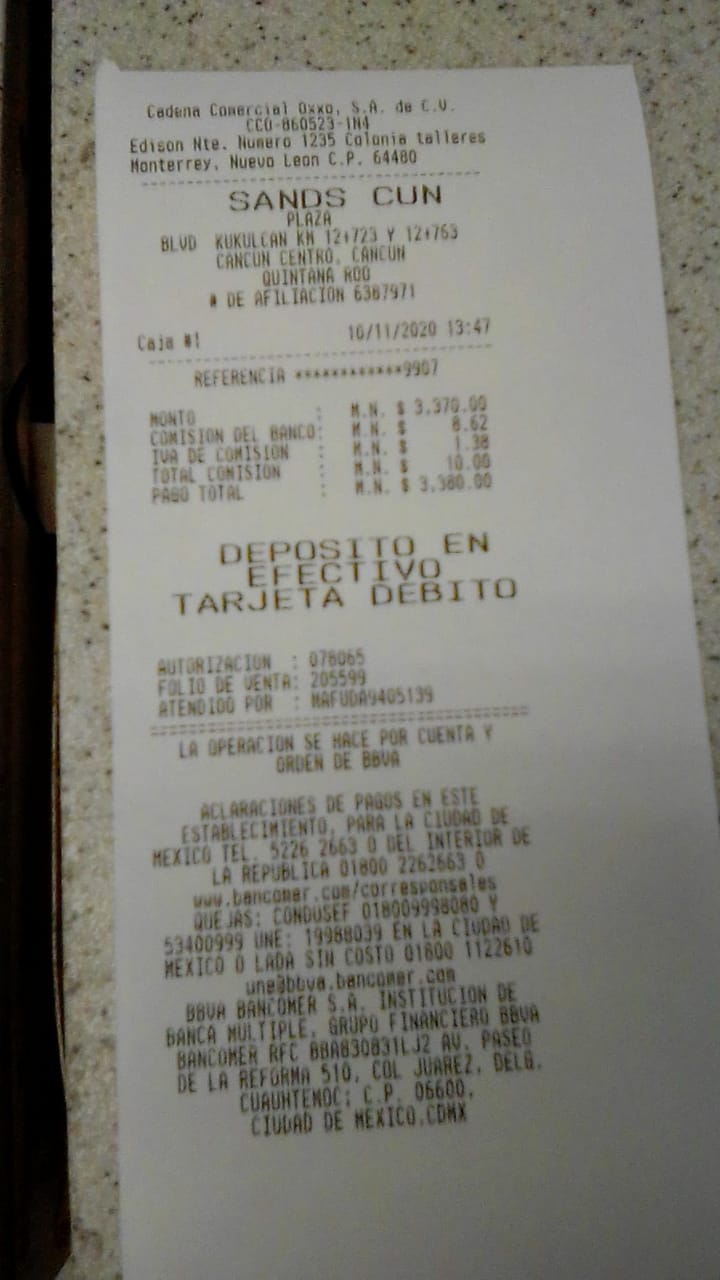 Cadena Comercial Oxxo, S.A. de C.V.
CCO-860523-1N4
Edison Nte. Numero 1235 Colonia talleres
Monterrey, Nuevo Leon C.P. 64480
SANDS CUN
PLAZA
BLVD KUKULCAN KM 12+723 Y 12+763
CANCUN CENTRO, CANCUN
QUINTANA ROO
# DE AFILIACION 6387971
Caja #1 10/11/2020 13:47
REFERENCIA ************9907
MONTO : M.N. $ 3,370.00
COMISION DEL BANCO: M.N. $ 8.62
IVA DE COMISION : M.N. $ 1.38
TOTAL COMISION : M.N. $ 10.00
PAGO TOTAL : M.N. $ 3,380.00
DEPOSITO EN
EFECTIVO
TARJETA DEBITO
AUTORIZACION : 078065
FOLIO DE VENTA: 205599
ATENDIDO POR : MAFUDA9405139
LA OPERACION SE HACE POR CUENTA Y
ORDEN DE BBVA
ACLARACIONES DE PAGOS EN ESTE
ESTABLECIMIENTO, PARA LA CIUDAD DE
MEXICO TEL. 5226 2663 O DEL INTERIOR DE
LA REPUBLICA 01800 2262663 O
www.bancomer.com/corresponsales
QUEJAS: CONDUSEF 018009998080 Y
53400999 UNE: 19988039 EN LA CIUDAD DE
MEXICO O LADA SIN COSTO 01800 1122610
une@bbva.bancomer.com
BBVA BANCOMER S.A. INSTITUCION DE
BANCA MULTIPLE, GRUPO FINANCIERO BBVA
BANCOMER RFC BBA830831LJ2 AV. PASEO
DE LA REFORMA 510, COL JUAREZ, DELG.
CUAUHTEMOC; C.P. 06600,
CIUDAD DE MEXICO.CDMX